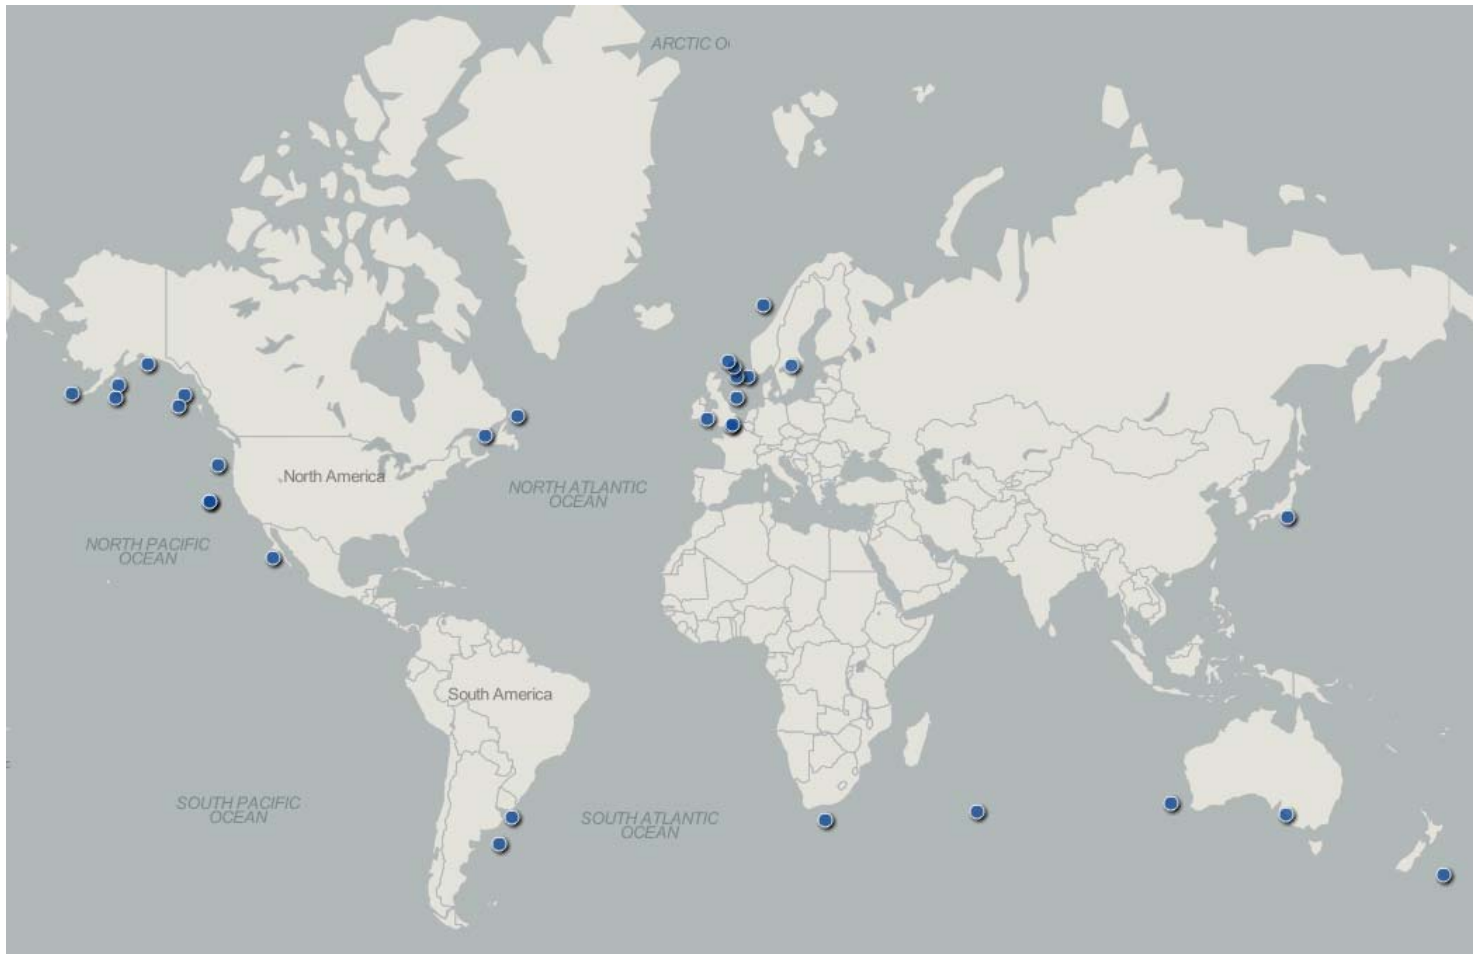 ARCTIC O
North America
NORTH ATLANTIC
OCEAN
NORTH PACIFIC
OCEAN
South America
SOUTH PACIFIC
OCEAN
SOUTH ATLANTIC
OCEAN